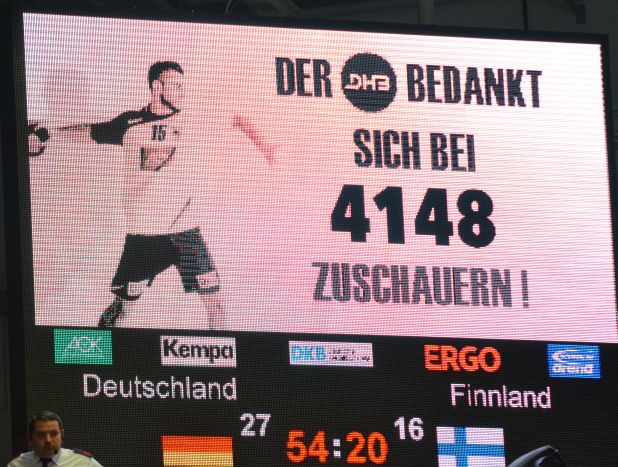 DER DHB BEDANKT
SICH BEI
4148
ZUSCHAUERN !
15
AOK Kempa DKB ERGO arena
Deutschland Finnland
27 54:20 16